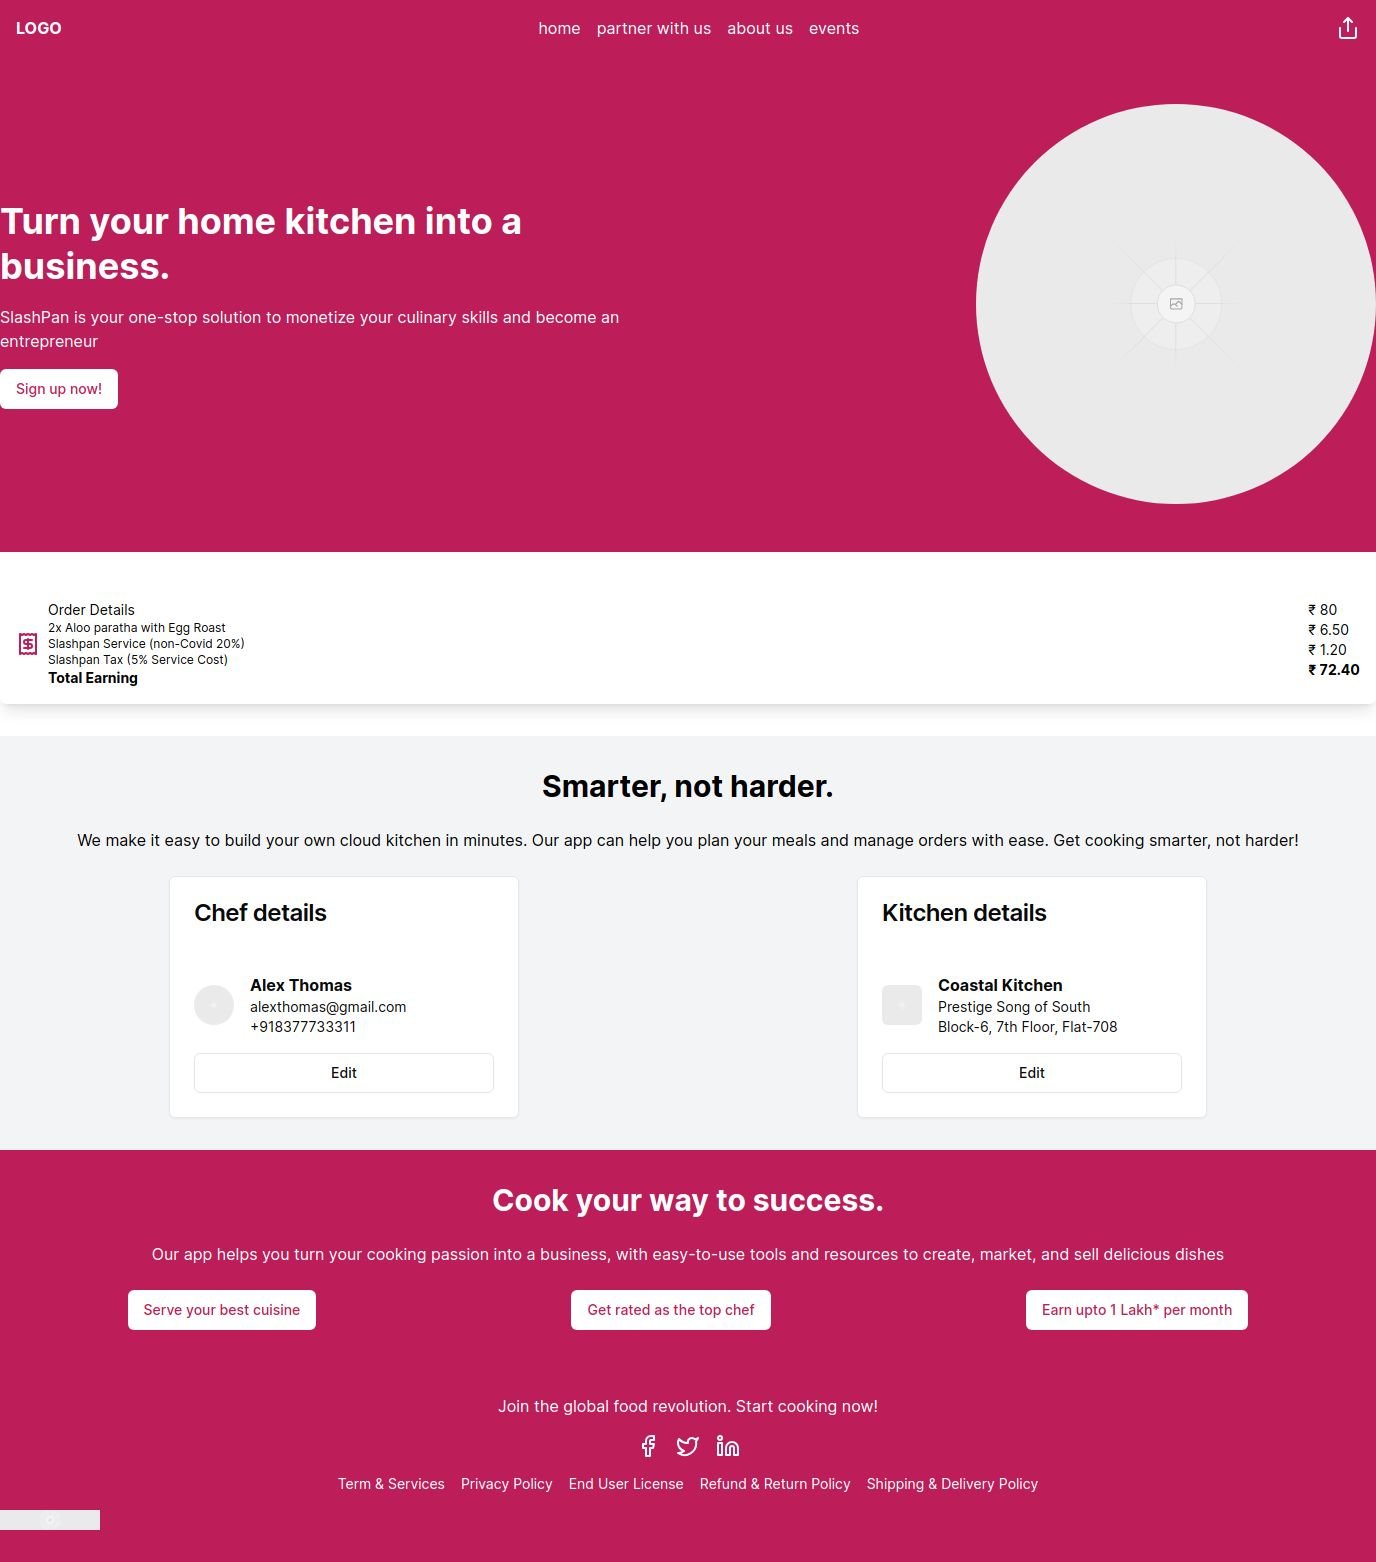 LOGO
home partner with us about us events
Turn your home kitchen into a
business.
SlashPan is your one-stop solution to monetize your culinary skills and become an
entrepreneur
Sign up now!
Order Details
2x Aloo paratha with Egg Roast
Slashpan Service (non-Covid 20%)
Slashpan Tax (5% Service Cost)
Total Earning
₹ 80
₹ 6.50
₹ 1.20
₹ 72.40
Smarter, not harder.
We make it easy to build your own cloud kitchen in minutes. Our app can help you plan your meals and manage orders with ease. Get cooking smarter, not harder!
Chef details
Alex Thomas
alexthomas@gmail.com
+918377733311
Edit
Kitchen details
Coastal Kitchen
Prestige Song of South
Block-6, 7th Floor, Flat-708
Edit
Cook your way to success.
Our app helps you turn your cooking passion into a business, with easy-to-use tools and resources to create, market, and sell delicious dishes
Serve your best cuisine
Get rated as the top chef
Earn upto 1 Lakh* per month
Join the global food revolution. Start cooking now!
Term & Services Privacy Policy End User License Refund & Return Policy Shipping & Delivery Policy